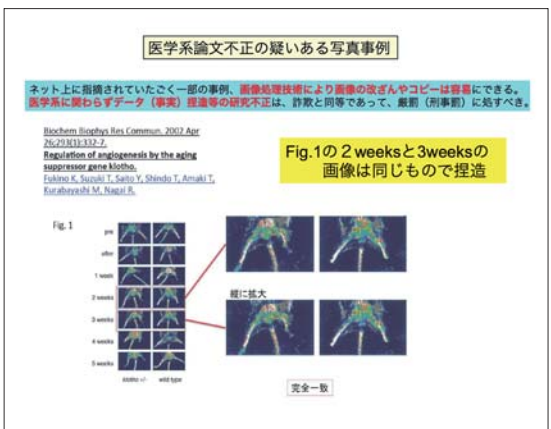 医学系論文不正の疑いある写真事例
ネット上に指摘されていたごく一部の事例、画像処理技術により画像の改ざんやコピーは容易にできる。
医学系に関わらずデータ（事実）捏造等の研究不正は、詐欺と同等であって、厳罰（刑事罰）に処すべき。
Biochem Biophys Res Commun. 2002 Apr
26;293(1):332-7.
Regulation of angiogenesis by the aging
suppressor gene klotho.
Fukino K, Suzuki T, Saito Y, Shindo T, Amaki T,
Kurabayashi M, Nagai R.
Fig.1の２weeksと3weeksの
画像は同じもので捏造
Fig. 1
pre
after
1 week
2 weeks
3 weeks
4 weeks
5 weeks
klotho +/- wild type
縦に拡大
完全一致